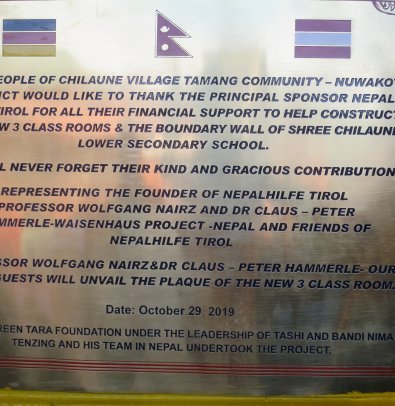 PEOPLE OF CHILAUNE VILLAGE TAMANG COMMUNITY – NUWAKO
ICT WOULD LIKE TO THANK THE PRINCIPAL SPONSOR NEPAL
TIROL FOR ALL THEIR FINANCIAL SUPPORT TO HELP CONSTRUCT
W 3 CLASS ROOMS & THE BOUNDARY WALL OF SHREE CHILAUNE
LOWER SECONDARY SCHOOL.
L NEVER FORGET THEIR KIND AND GRACIOUS CONTRIBUTION
REPRESENTING THE FOUNDER OF NEPALHILFE TIROL
PROFESSOR WOLFGANG NAIRZ AND DR CLAUS – PETER
MMERLE-WAISENHAUS PROJECT -NEPAL AND FRIENDS OF
NEPALHILFE TIROL
SSOR WOLFGANG NAIRZ&DR CLAUS – PETER HAMMERLE- OUR
GUESTS WILL UNVAIL THE PLAQUE OF THE NEW 3 CLASS ROOM.
Date: October 29, 2019
REEN TARA FOUNDATION UNDER THE LEADERSHIP OF TASHI AND BANDI NIMA
TENZING AND HIS TEAM IN NEPAL UNDERTOOK THE PROJECT.